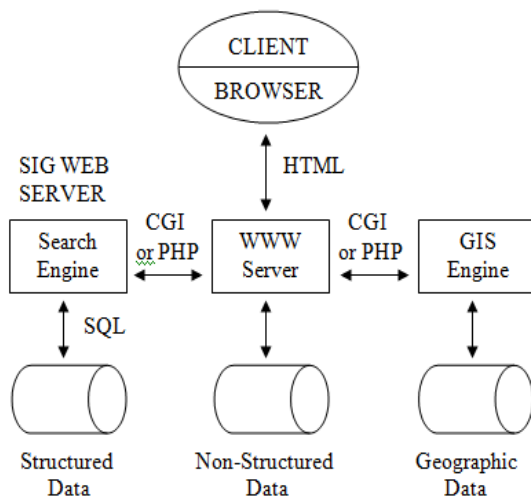 CLIENT
BROWSER
HTML
SIG WEB
SERVER
Search
Engine
CGI
or PHP
WWW
Server
CGI
or PHP
GIS
Engine
SQL
Structured
Data
Non-Structured
Data
Geographic
Data